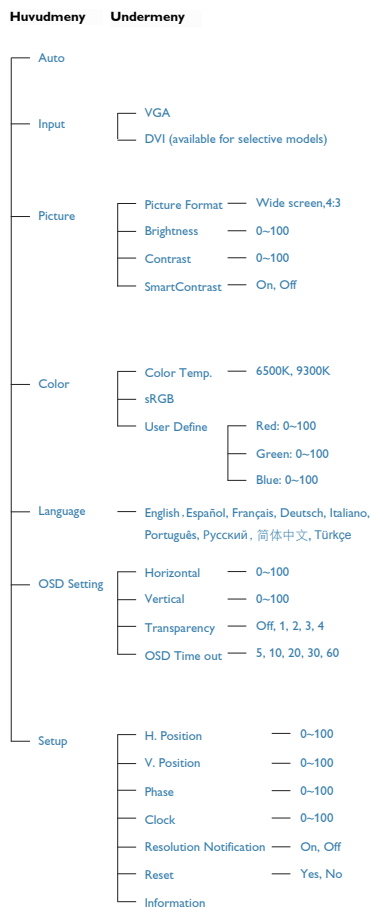 Huvudmeny Undermeny
Auto
Input
VGA
DVI (available for selective models)
Picture
Picture Format Wide screen,4:3
Brightness 0~100
Contrast 0~100
SmartContrast On, Off
Color
Color Temp. 6500K, 9300K
sRGB
User Define Red: 0~100
Green: 0~100
Blue: 0~100
Language English , Español, Français, Deutsch, Italiano,
Português, Русский , 简体中文, Türkçe
OSD Setting
Horizontal 0~100
Vertical 0~100
Transparency Off, 1, 2, 3, 4
OSD Time out 5, 10, 20, 30, 60
Setup
H. Position 0~100
V. Position 0~100
Phase 0~100
Clock 0~100
Resolution Notification On, Off
Reset Yes, No
Information